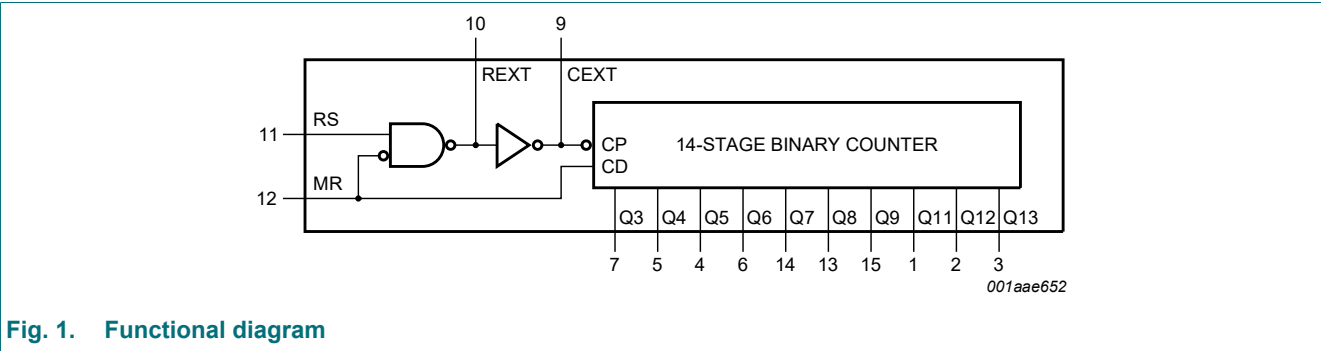 10 9
REXT CEXT
11 RS
CP 14-STAGE BINARY COUNTER
CD
12 MR
Q3 Q4 Q5 Q6 Q7 Q8 Q9 Q11 Q12 Q13
7 5 4 6 14 13 15 1 2 3
001aae652
Fig. 1. Functional diagram